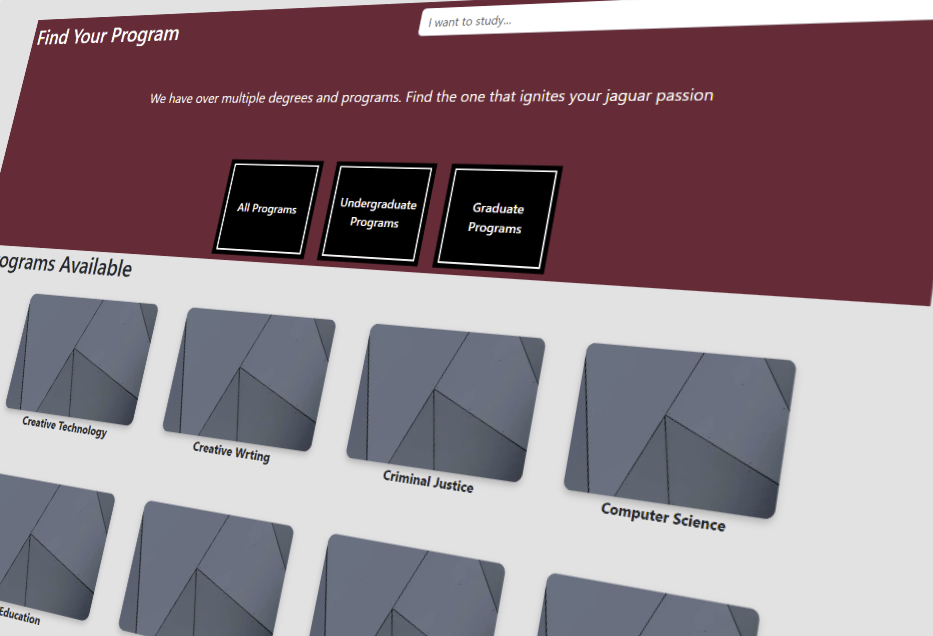 Find Your Program
I want to study...
We have over multiple degrees and programs. Find the one that ignites your jaguar passion
All Programs
Undergraduate
Programs
Graduate
Programs
ograms Available
Creative Technology
Creative Wrting
Criminal Justice
Computer Science
Education